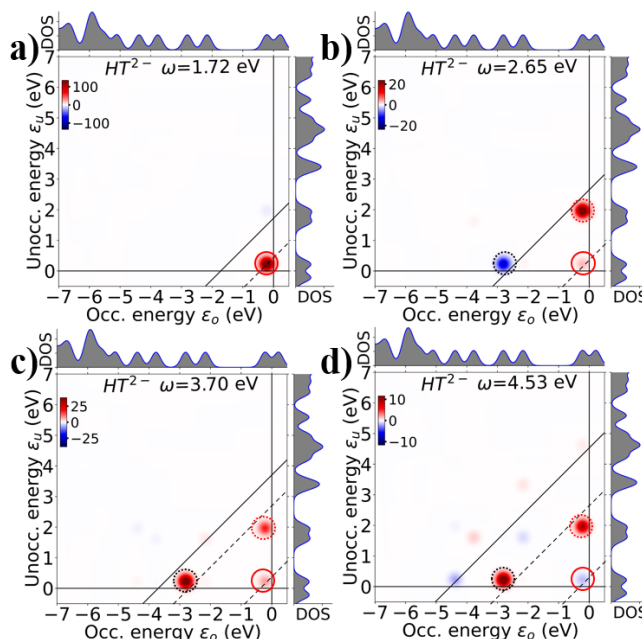 a)
DOS
HT²⁻ ω=1.72 eV
100
0
−100
7
6
5
4
3
2
1
0
Unocc. energy εᵤ (eV)
−7 −6 −5 −4 −3 −2 −1 0
Occ. energy εₒ (eV)
DOS
b)
DOS
HT²⁻ ω=2.65 eV
20
0
−20
7
6
5
4
3
2
1
0
Unocc. energy εᵤ (eV)
−7 −6 −5 −4 −3 −2 −1 0
Occ. energy εₒ (eV)
DOS
c)
DOS
HT²⁻ ω=3.70 eV
25
0
−25
7
6
5
4
3
2
1
0
Unocc. energy εᵤ (eV)
−7 −6 −5 −4 −3 −2 −1 0
Occ. energy εₒ (eV)
DOS
d)
DOS
HT²⁻ ω=4.53 eV
10
0
−10
7
6
5
4
3
2
1
0
Unocc. energy εᵤ (eV)
−7 −6 −5 −4 −3 −2 −1 0
Occ. energy εₒ (eV)
DOS